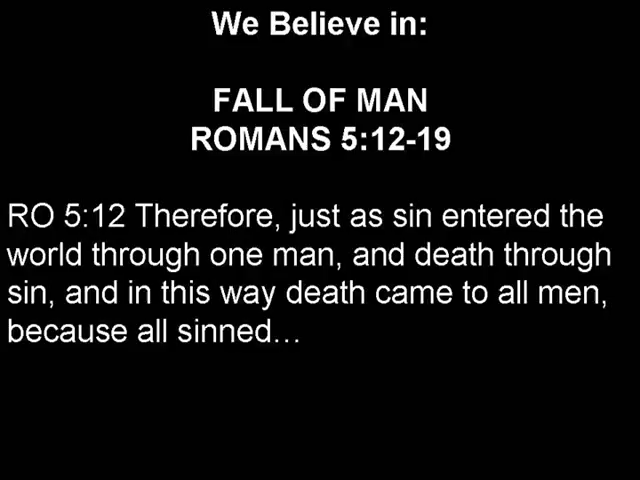 We Believe in:
FALL OF MAN
ROMANS 5:12-19
RO 5:12 Therefore, just as sin entered the
world through one man, and death through
sin, and in this way death came to all men,
because all sinned…